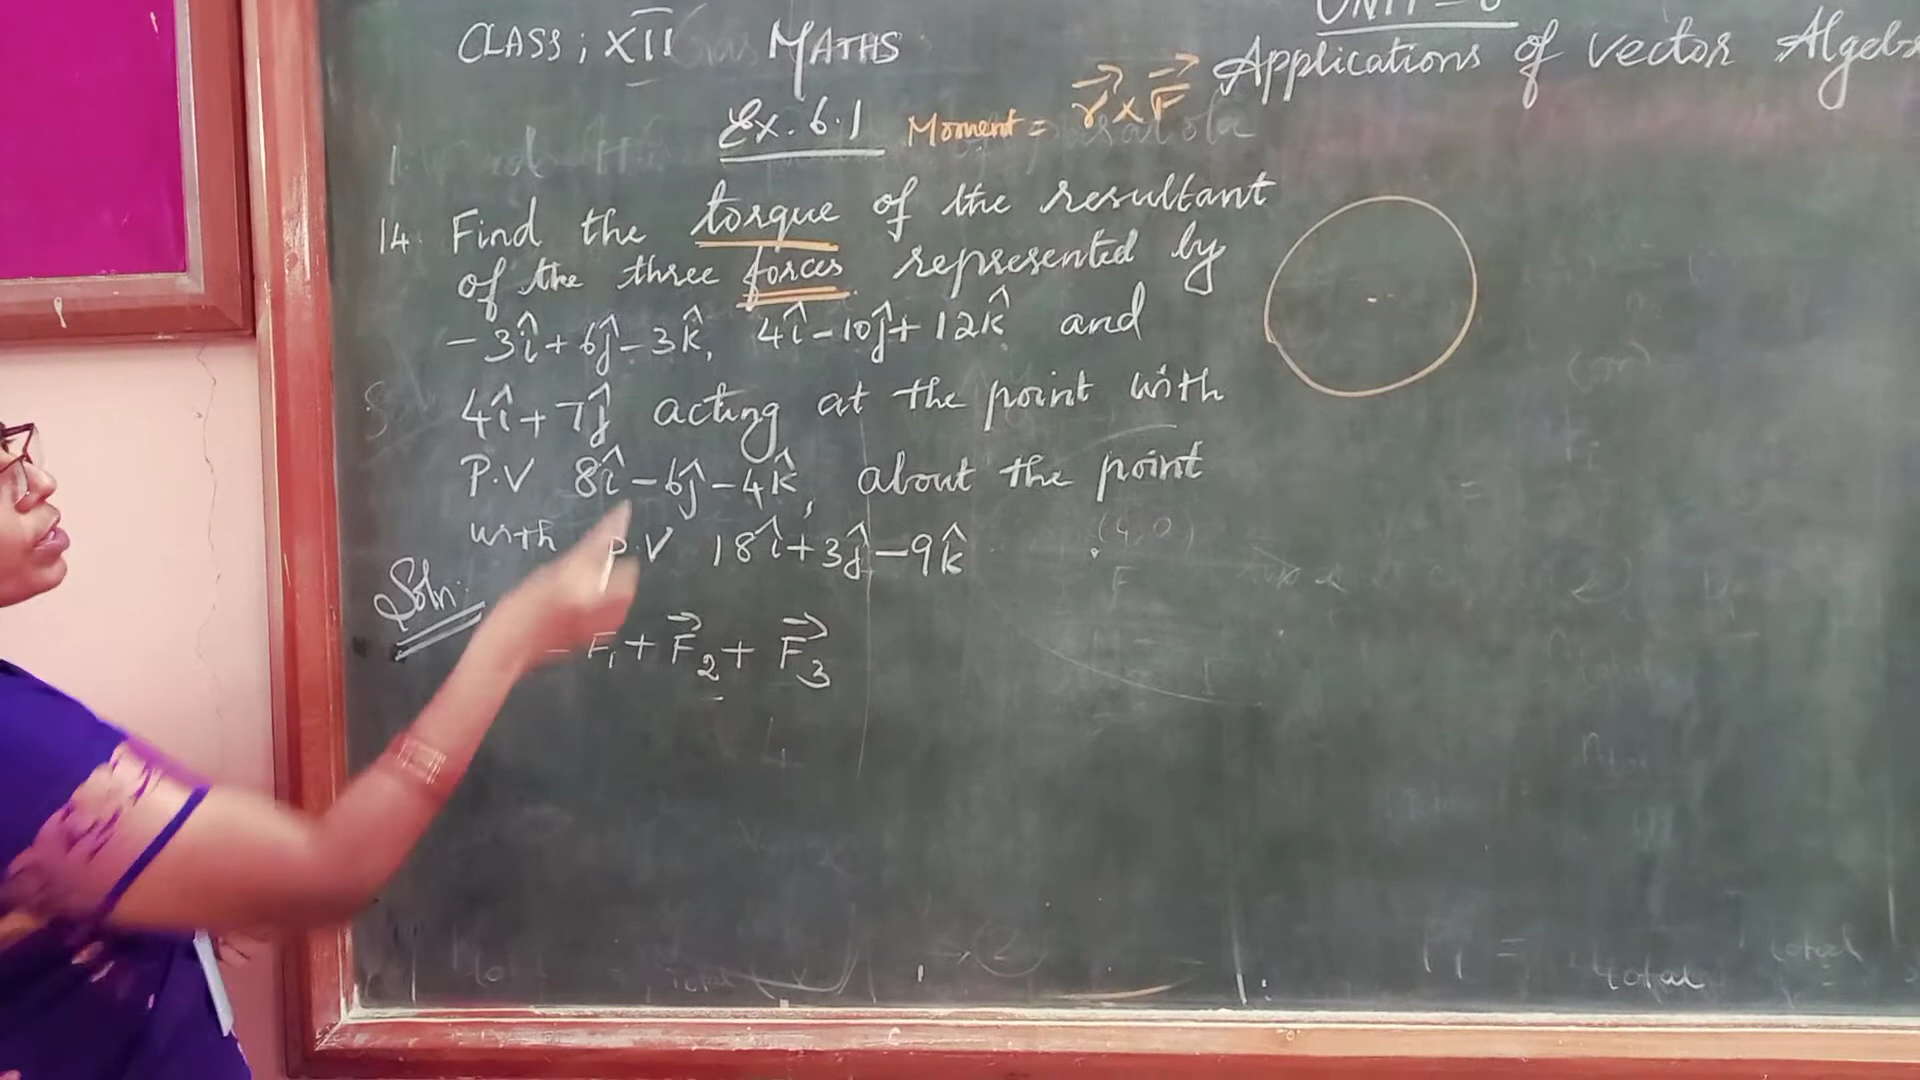 UNIT - 6
CLASS ; XII MATHS
Applications of Vector Algeb
Ex. 6.1 Moment = r⃗ × F⃗
14. Find the torque of the resultant
of the three forces represented by
-3î + 6ĵ - 3k̂, 4î - 10ĵ + 12k̂ and
4î + 7ĵ acting at the point with
P.V 8î - 6ĵ - 4k̂, about the point
with P.V 18î + 3ĵ - 9k̂
Soln:
F₁ + F⃗₂ + F⃗₃